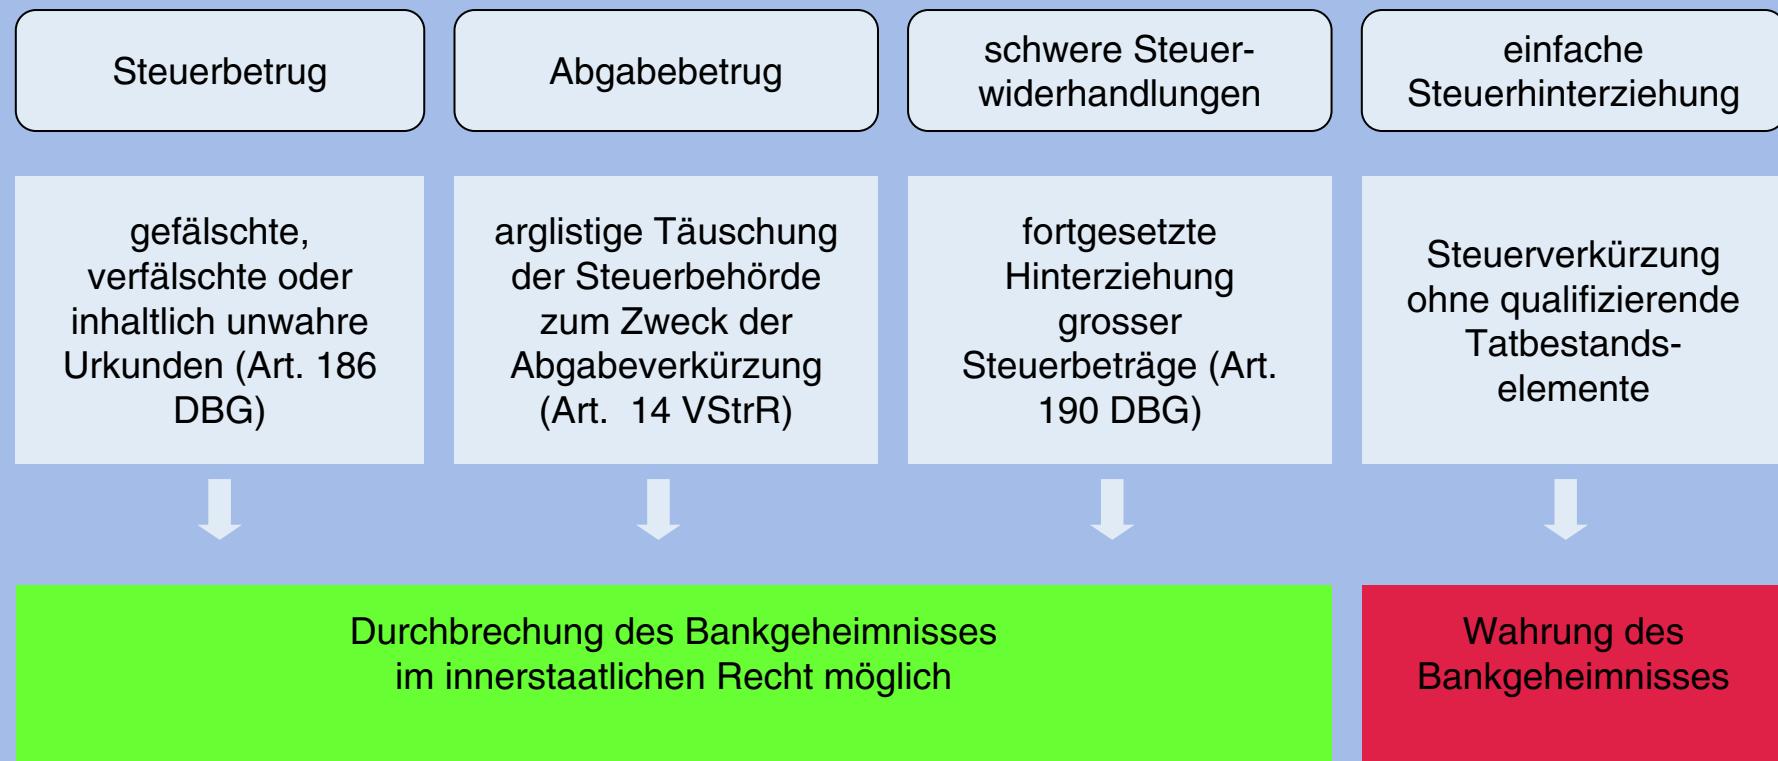 Steuerbetrug
Abgabebetrug
schwere Steuer-
widerhandlungen
einfache
Steuerhinterziehung
gefälschte,
verfälschte oder
inhaltlich unwahre
Urkunden (Art. 186
DBG)
arglistige Täuschung
der Steuerbehörde
zum Zweck der
Abgabeverkürzung
(Art.  14 VStrR)
fortgesetzte
Hinterziehung
grosser
Steuerbeträge (Art.
190 DBG)
Steuerverkürzung
ohne qualifizierende
Tatbestands-
elemente
Durchbrechung des Bankgeheimnisses
im innerstaatlichen Recht möglich
Wahrung des
Bankgeheimnisses